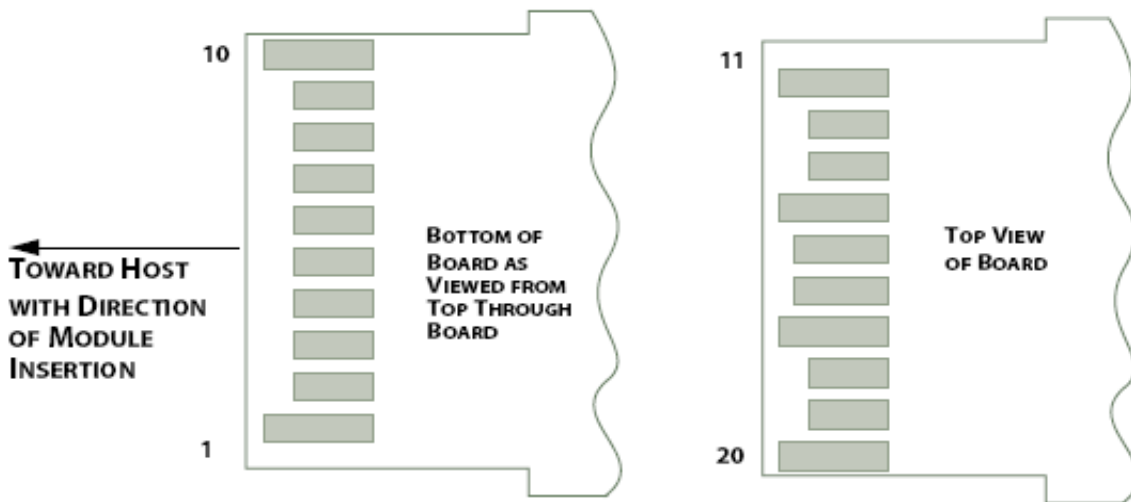 10
1
TOWARD HOST
WITH DIRECTION
OF MODULE
INSERTION
BOTTOM OF
BOARD AS
VIEWED FROM
TOP THROUGH
BOARD
11
20
TOP VIEW
OF BOARD